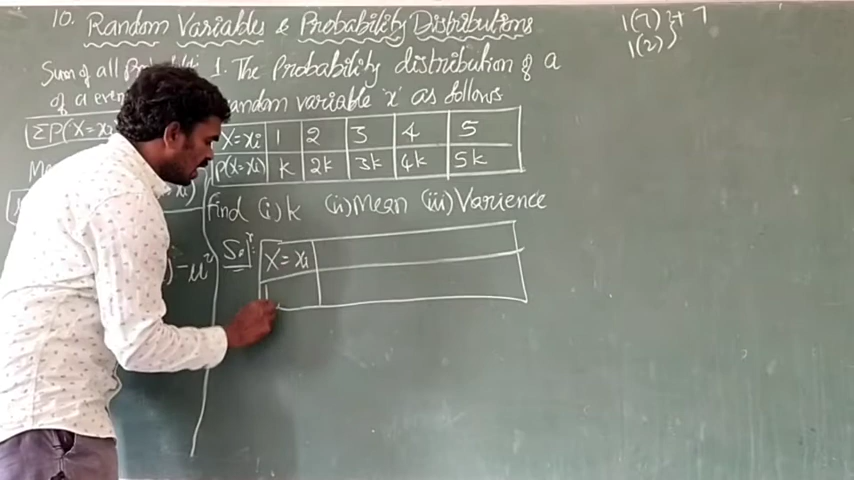 10. Random Variables & Probability Distributions
1(7) + 7
1(2)
Sum of all 1. The Probability distribution of a
of a random variable 'x' as follows
ΣP(X=xi
X=xi 1 2 3 4 5
P(X=xi) k 2k 3k 4k 5k
Find (i) k (ii) Mean (iii) Varience
Sol:
X=xi